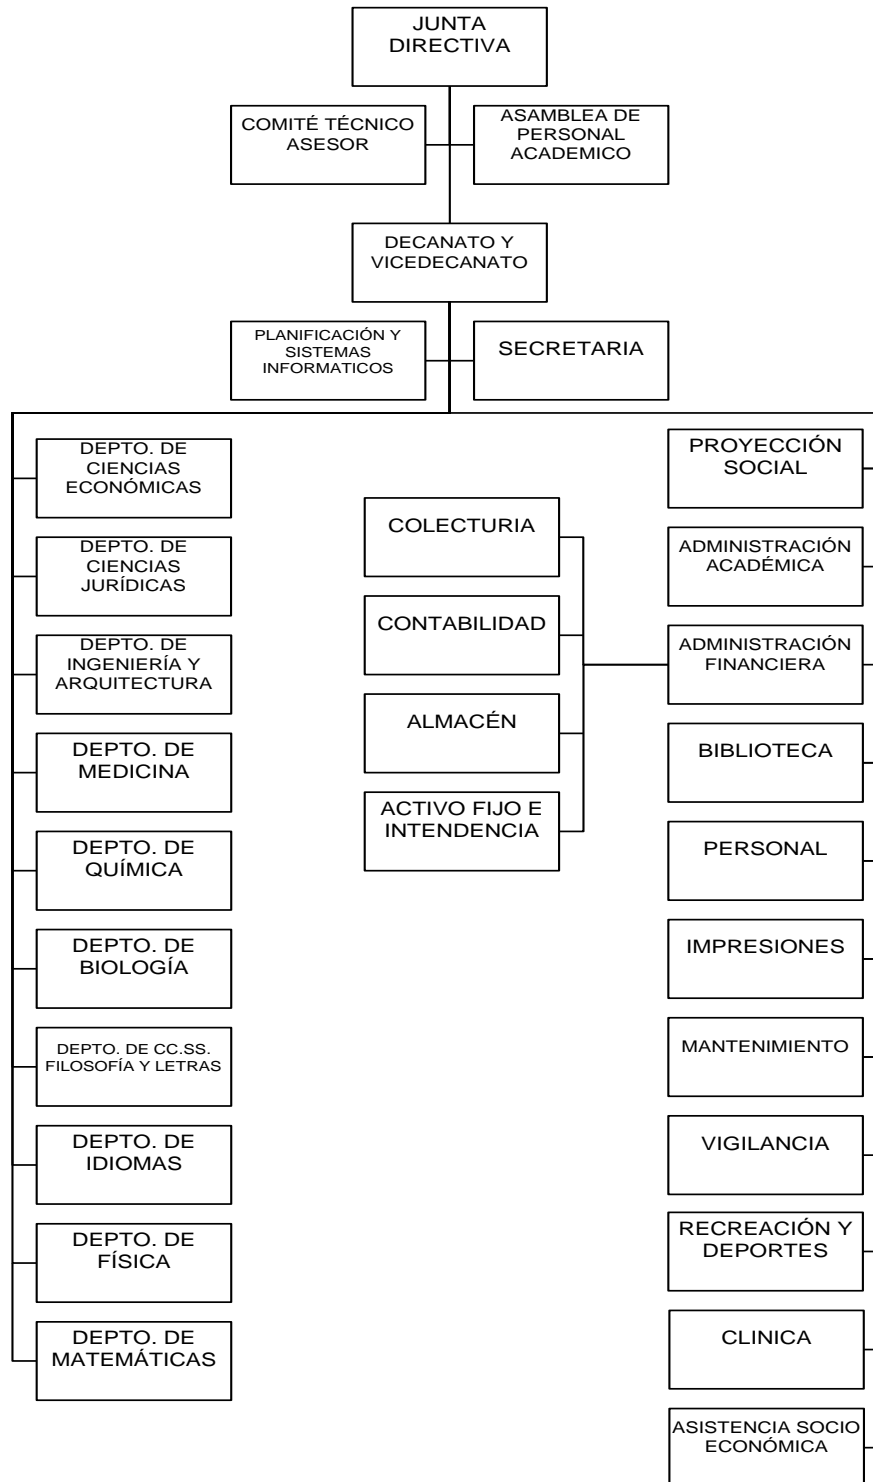 JUNTA
DIRECTIVA
COMITÉ TÉCNICO
ASESOR
ASAMBLEA DE
PERSONAL
ACADEMICO
DECANATO Y
VICEDECANATO
PLANIFICACIÓN Y
SISTEMAS
INFORMATICOS
SECRETARIA
DEPTO. DE
CIENCIAS
ECONÓMICAS
DEPTO. DE
CIENCIAS
JURÍDICAS
DEPTO. DE
INGENIERÍA Y
ARQUITECTURA
DEPTO. DE
MEDICINA
DEPTO. DE
QUÍMICA
DEPTO. DE
BIOLOGÍA
DEPTO. DE CC.SS.
FILOSOFÍA Y LETRAS
DEPTO. DE
IDIOMAS
DEPTO. DE
FÍSICA
DEPTO. DE
MATEMÁTICAS
COLECTURIA
CONTABILIDAD
ALMACÉN
ACTIVO FIJO E
INTENDENCIA
PROYECCIÓN
SOCIAL
ADMINISTRACIÓN
ACADÉMICA
ADMINISTRACIÓN
FINANCIERA
BIBLIOTECA
PERSONAL
IMPRESIONES
MANTENIMIENTO
VIGILANCIA
RECREACIÓN Y
DEPORTES
CLINICA
ASISTENCIA SOCIO
ECONÓMICA